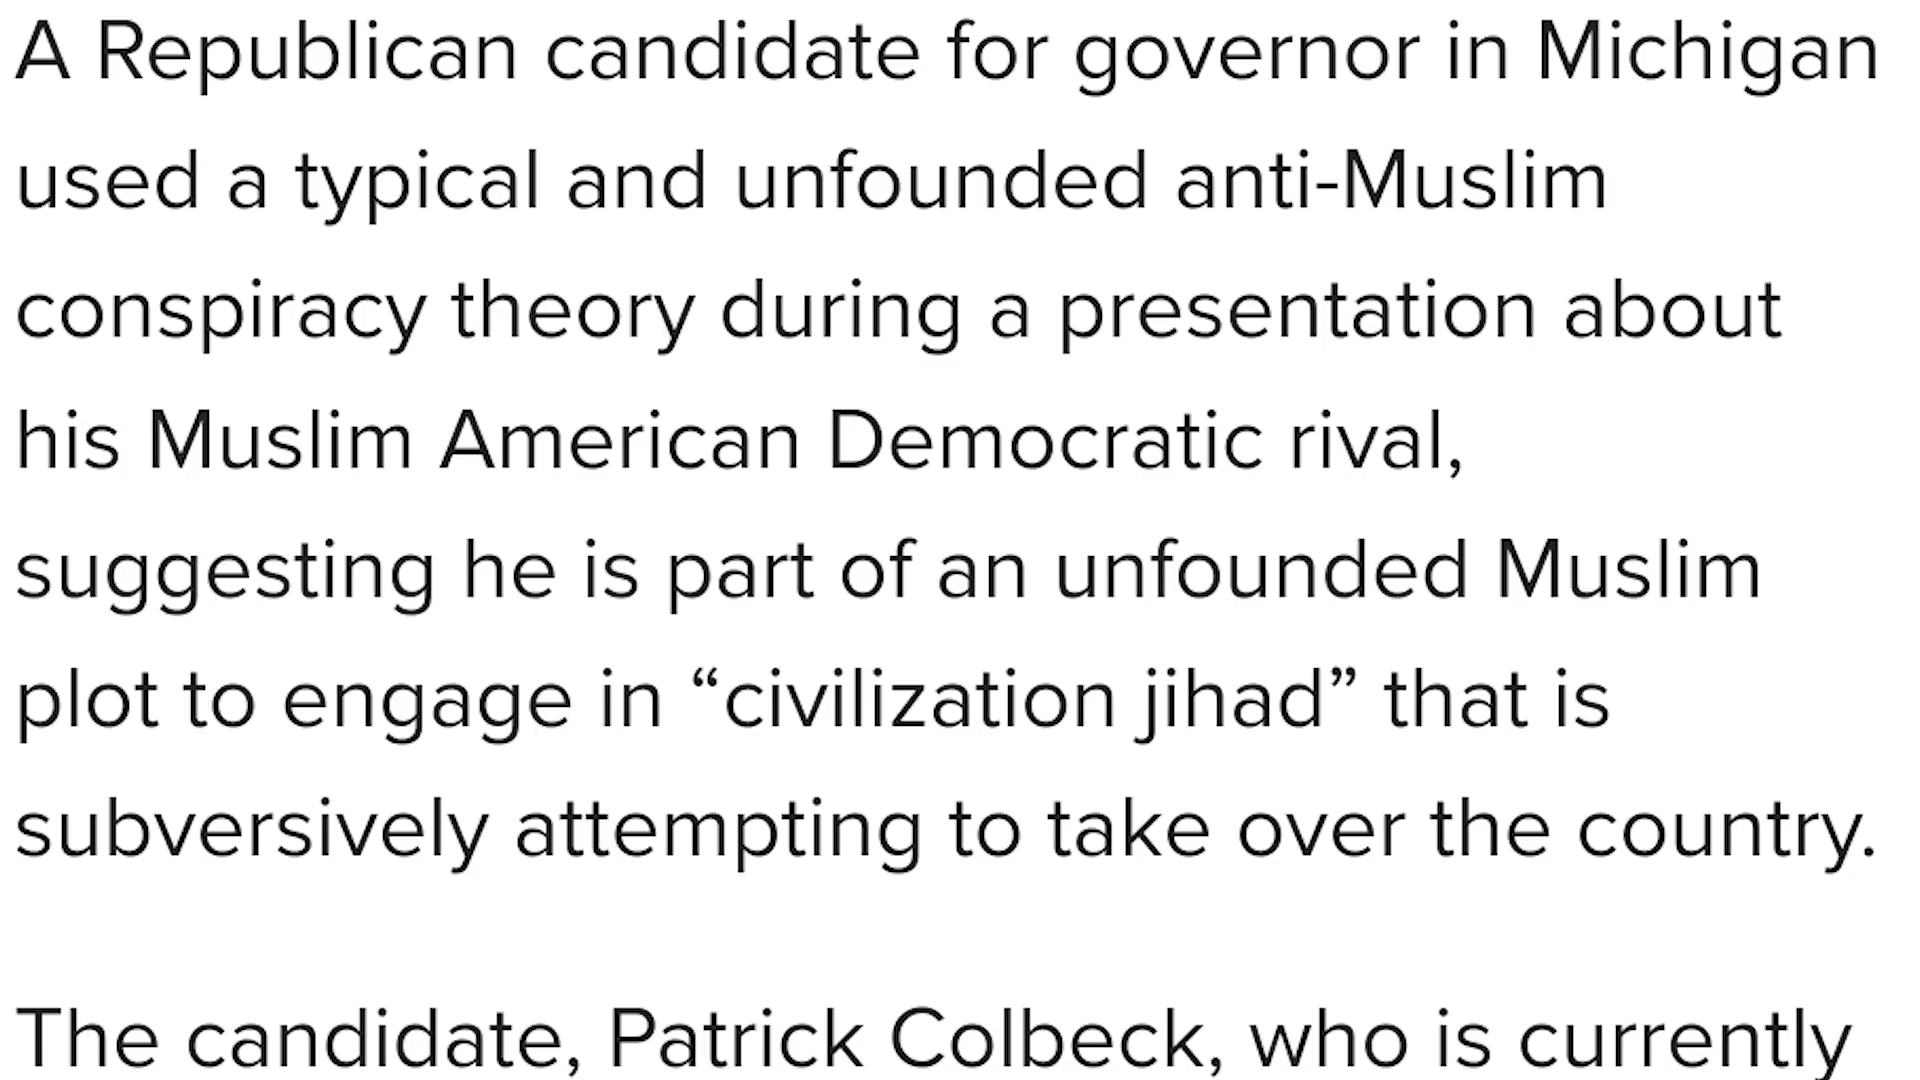 A Republican candidate for governor in Michigan
used a typical and unfounded anti-Muslim
conspiracy theory during a presentation about
his Muslim American Democratic rival,
suggesting he is part of an unfounded Muslim
plot to engage in “civilization jihad” that is
subversively attempting to take over the country.
The candidate, Patrick Colbeck, who is currently